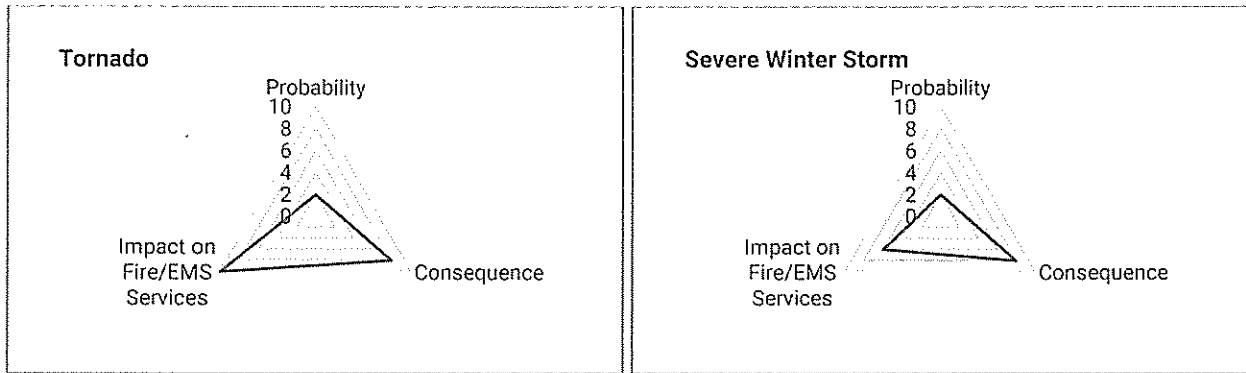 Tornado
Probability
10
8
6
4
2
0
Impact on
Fire/EMS
Services
Consequence
Severe Winter Storm
Probability
10
8
6
4
2
0
Impact on
Fire/EMS
Services
Consequence